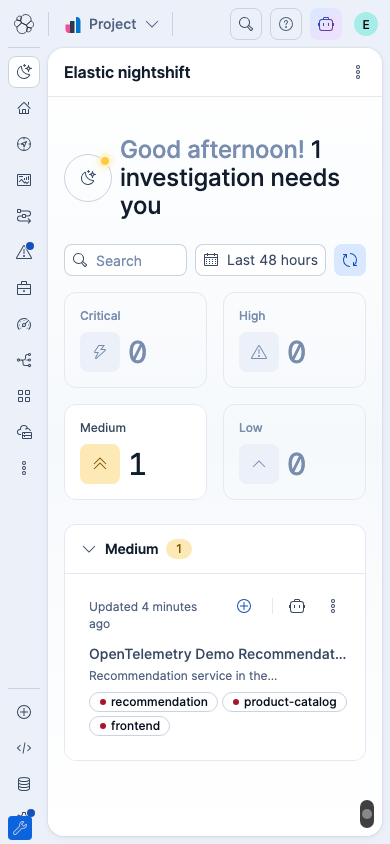 Project
E
Elastic nightshift
Good afternoon! 1
investigation needs
you
Search
Last 48 hours
Critical
0
High
0
Medium
1
Low
0
Medium 1
Updated 4 minutes
ago
OpenTelemetry Demo Recommendat...
Recommendation service in the...
recommendation
product-catalog
frontend